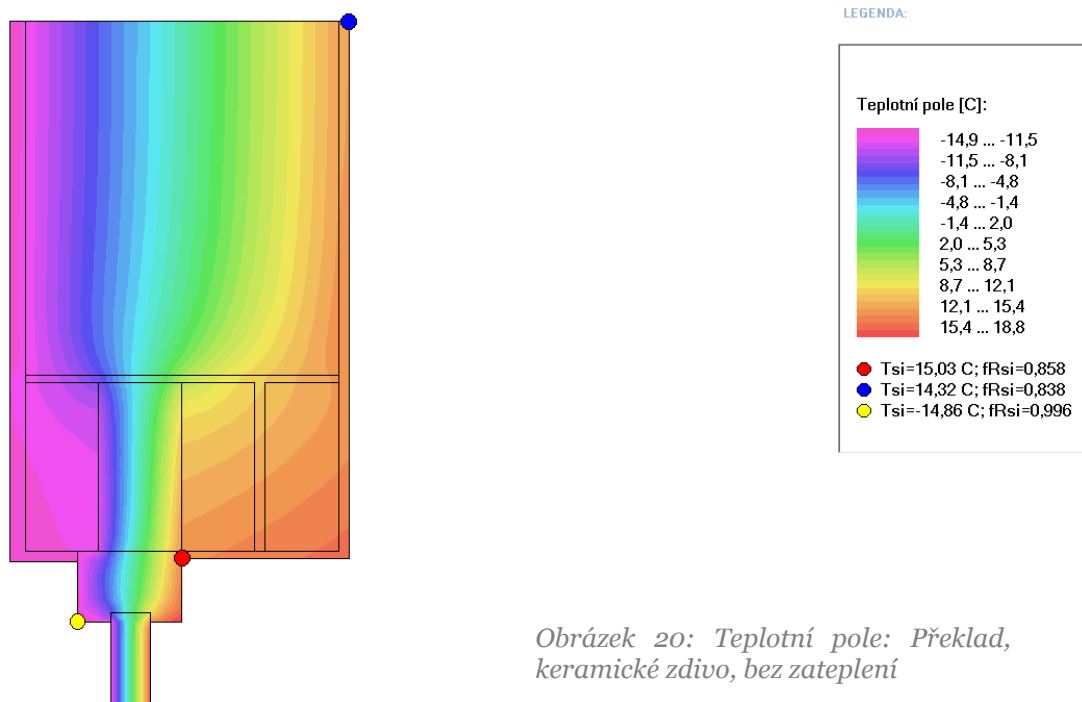 LEGENDA:
Teplotní pole [C]:
-14,9 ... -11,5
-11,5 ... -8,1
-8,1 ... -4,8
-4,8 ... -1,4
-1,4 ... 2,0
2,0 ... 5,3
5,3 ... 8,7
8,7 ... 12,1
12,1 ... 15,4
15,4 ... 18,8
Tsi=15,03 C; fRsi=0,858
Tsi=14,32 C; fRsi=0,838
Tsi=-14,86 C; fRsi=0,996
Obrázek 20: Teplotní pole: Překlad,
keramické zdivo, bez zateplení